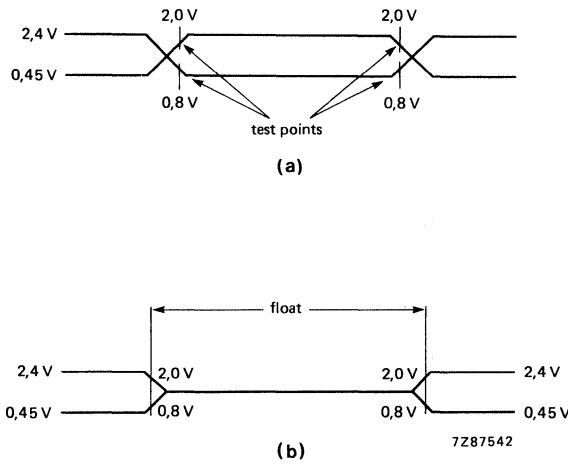 2,0 V 2,0 V
2,4 V
0,45 V
0,8 V 0,8 V
test points
(a)
float
2,4 V 2,0 V 2,0 V 2,4 V
0,45 V 0,8 V 0,8 V 0,45 V
7Z87542
(b)